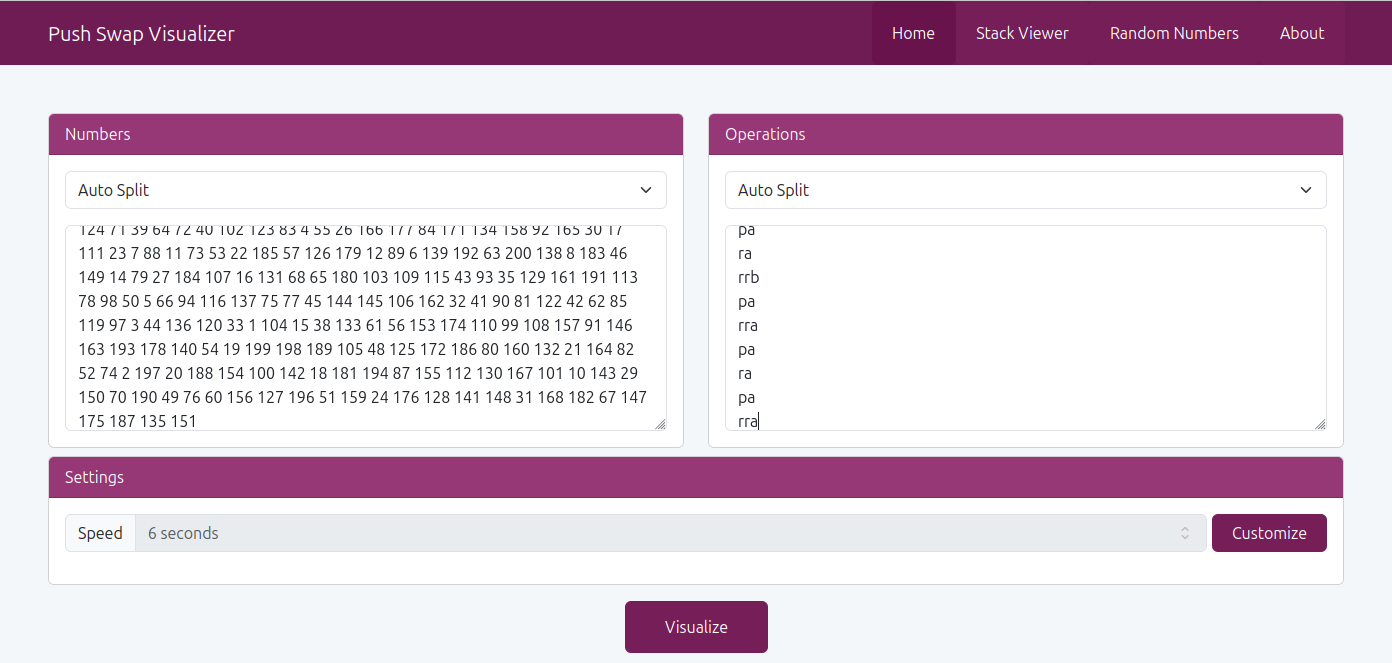 Push Swap Visualizer
Home
Stack Viewer
Random Numbers
About
Numbers
Auto Split
124 71 39 64 72 40 102 123 83 4 55 26 166 177 84 171 134 158 92 165 30 17
111 23 7 88 11 73 53 22 185 57 126 179 12 89 6 139 192 63 200 138 8 183 46
149 14 79 27 184 107 16 131 68 65 180 103 109 115 43 93 35 129 161 191 113
78 98 50 5 66 94 116 137 75 77 45 144 145 106 162 32 41 90 81 122 42 62 85
119 97 3 44 136 120 33 1 104 15 38 133 61 56 153 174 110 99 108 157 91 146
163 193 178 140 54 19 199 198 189 105 48 125 172 186 80 160 132 21 164 82
52 74 2 197 20 188 154 100 142 18 181 194 87 155 112 130 167 101 10 143 29
150 70 190 49 76 60 156 127 196 51 159 24 176 128 141 148 31 168 182 67 147
175 187 135 151
Operations
Auto Split
pa
ra
rrb
pa
rra
pa
ra
pa
rra
Settings
Speed
6 seconds
Customize
Visualize